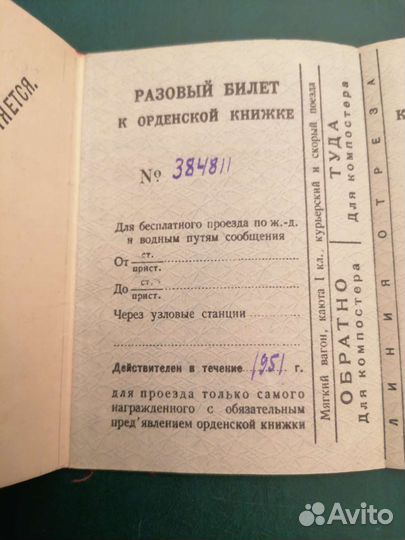 ЯЕТСЯ.
РАЗОВЫЙ БИЛЕТ
К ОРДЕНСКОЙ КНИЖКЕ
№ 384811
Для бесплатного проезда по ж.-д.
и водным путям сообщения
От ст.
прист.
До ст.
прист.
Через узловые станции
Действителен в течение 1951 г.
для проезда только самого
награжденного с обязательным
пред'явлением орденской книжки
Мягкий вагон, каюта I кл., курьерский и скорый поезда
ОБРАТНО
Для компостера
ТУДА
Для компостера
ЛИНИЯ ОТРЕЗА
К
Avito